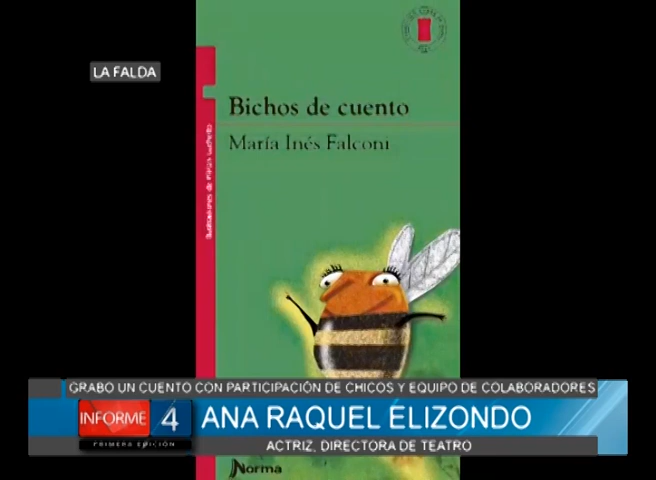 LA FALDA
Bichos de cuento
María Inés Falconi
GRABO UN CUENTO CON PARTICIPACIÓN DE CHICOS Y EQUIPO DE COLABORADORES
INFORME 4
PRIMERA EDICIÓN
ANA RAQUEL ELIZONDO
ACTRIZ, DIRECTORA DE TEATRO
Norma